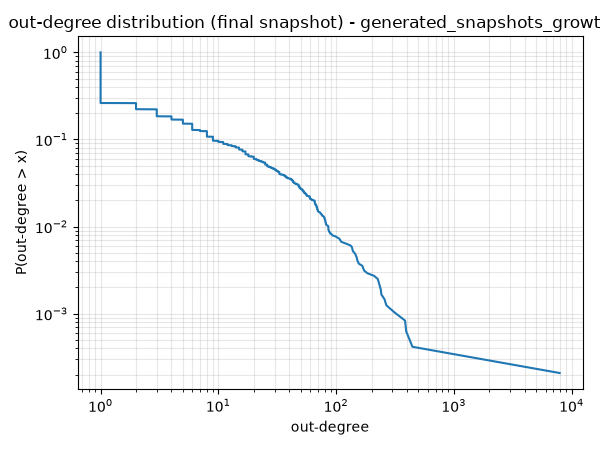 out-degree distribution (final snapshot) - generated_snapshots_growt
10⁰
10⁻¹
10⁻²
10⁻³
P(out-degree > x)
10⁰ 10¹ 10² 10³ 10⁴
out-degree